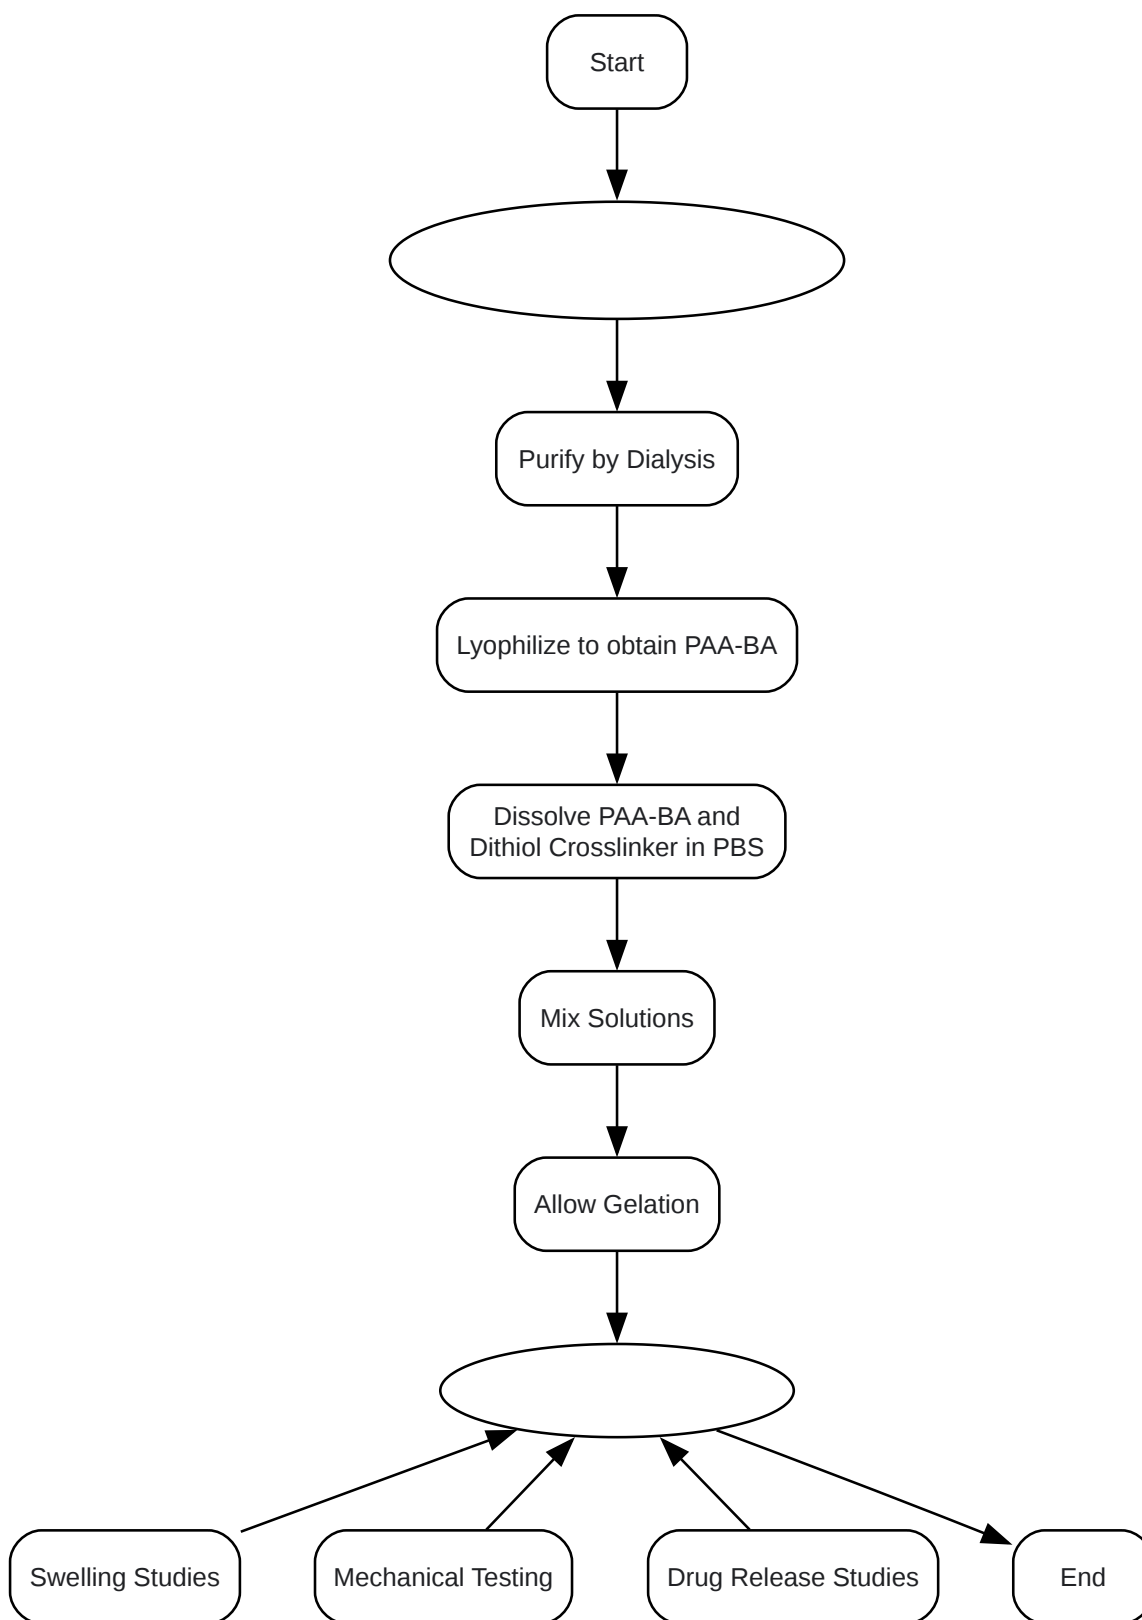 Start
Purify by Dialysis
Lyophilize to obtain PAA-BA
Dissolve PAA-BA and
Dithiol Crosslinker in PBS
Mix Solutions
Allow Gelation
Swelling Studies
Mechanical Testing
Drug Release Studies
End